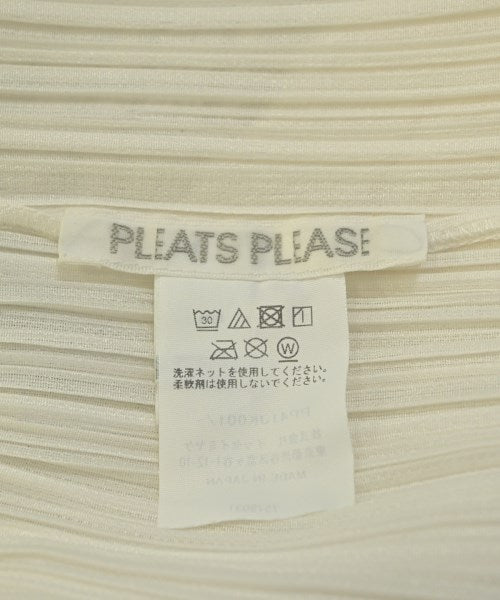 PLEATS PLEASE
30
W
洗濯ネットを使用してください。
柔軟剤は使用しないでください。
MADE IN JAPAN